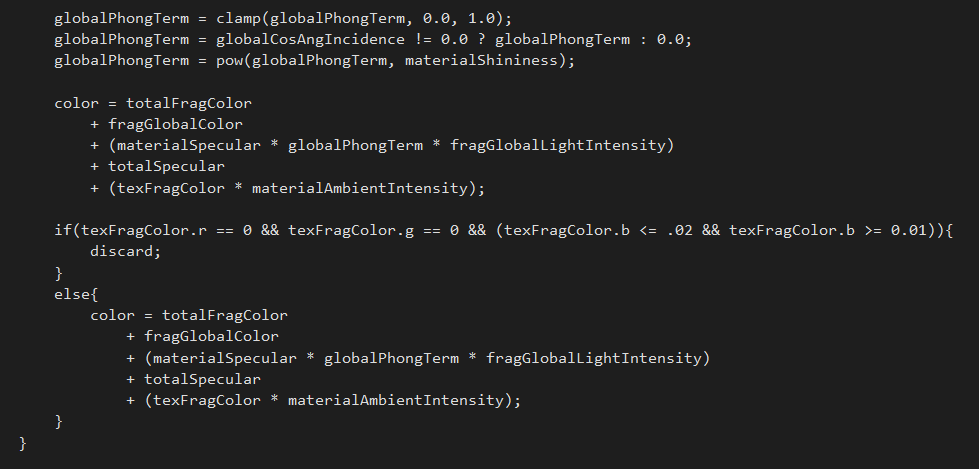 globalPhongTerm = clamp(globalPhongTerm, 0.0, 1.0);
globalPhongTerm = globalCosAngIncidence != 0.0 ? globalPhongTerm : 0.0;
globalPhongTerm = pow(globalPhongTerm, materialShininess);
color = totalFragColor
+ fragGlobalColor
+ (materialSpecular * globalPhongTerm * fragGlobalLightIntensity)
+ totalSpecular
+ (texFragColor * materialAmbientIntensity);
if(texFragColor.r == 0 && texFragColor.g == 0 && (texFragColor.b <= .02 && texFragColor.b >= 0.01)){
discard;
}
else{
color = totalFragColor
+ fragGlobalColor
+ (materialSpecular * globalPhongTerm * fragGlobalLightIntensity)
+ totalSpecular
+ (texFragColor * materialAmbientIntensity);
}
}